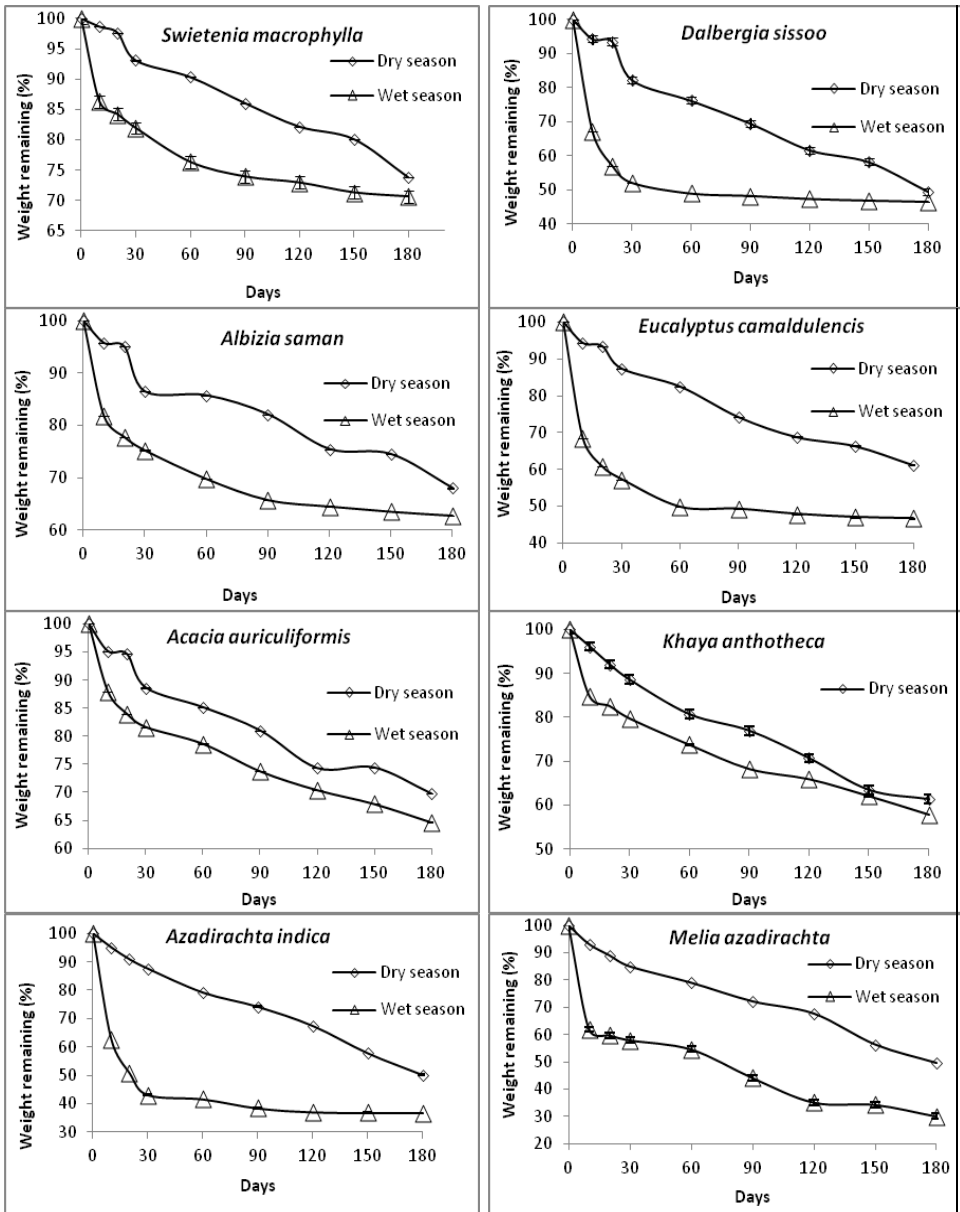 Swietenia macrophylla
Weight remaining (%)
100
95
90
85
80
75
70
65
Dry season
Wet season
0 30 60 90 120 150 180
Days
Dalbergia sissoo
Weight remaining (%)
100
90
80
70
60
50
40
Dry season
Wet season
0 30 60 90 120 150 180
Days
Albizia saman
Weight remaining (%)
100
90
80
70
60
Dry season
Wet season
0 30 60 90 120 150 180
Days
Eucalyptus camaldulencis
Weight remaining (%)
100
90
80
70
60
50
40
Dry season
Wet season
0 30 60 90 120 150 180
Days
Acacia auriculiformis
Weight remaining (%)
100
95
90
85
80
75
70
65
60
Dry season
Wet season
0 30 60 90 120 150 180
Days
Khaya anthotheca
Weight remaining (%)
100
90
80
70
60
50
Dry season
0 30 60 90 120 150 180
Days
Azadirachta indica
Weight remaining (%)
100
90
80
70
60
50
40
30
Dry season
Wet season
0 30 60 90 120 150 180
Days
Melia azadirachta
Weight remaining (%)
100
90
80
70
60
50
40
30
20
Dry season
Wet season
0 30 60 90 120 150 180
Days